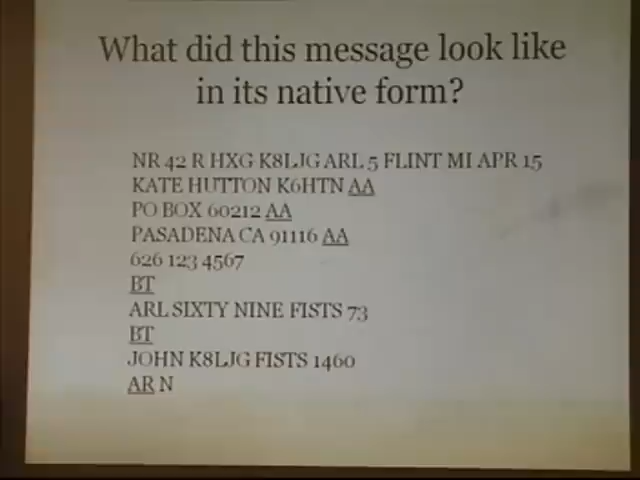 What did this message look like
in its native form?
NR 42 R HXG K8LJG ARL 5 FLINT MI APR 15
KATE HUTTON K6HTN AA
PO BOX 60212 AA
PASADENA CA 91116 AA
626 123 4567
BT
ARL SIXTY NINE FISTS 73
BT
JOHN K8LJG FISTS 1460
AR N